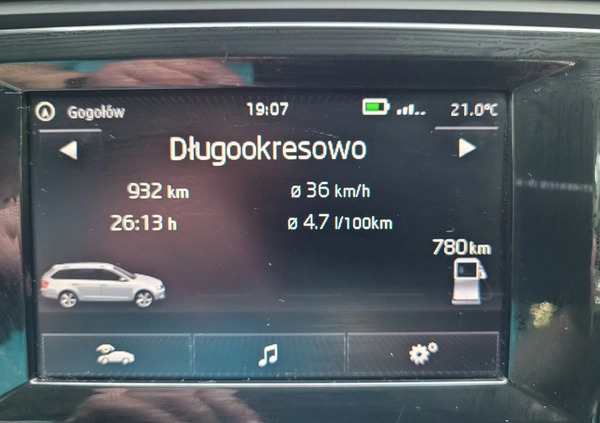 Gogołów 19:07 21.0°C
Długookresowo
932 km ø 36 km/h
26:13 h ø 4.7 l/100km
780km